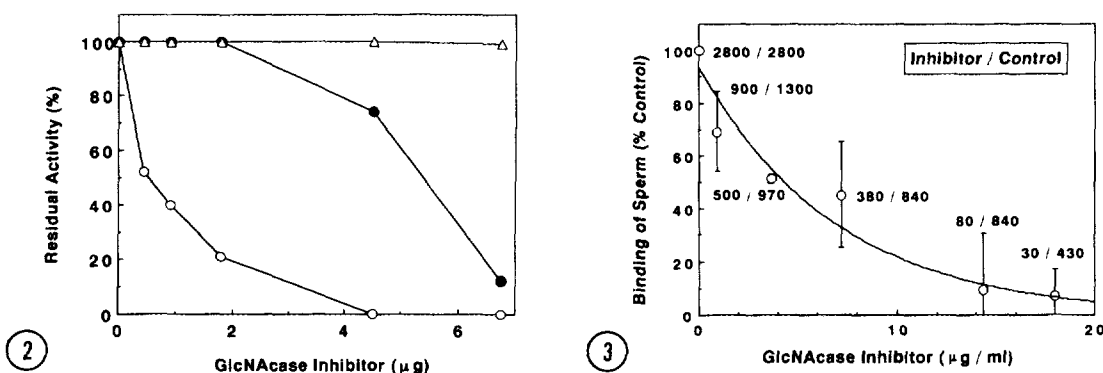 100
80
60
40
20
0
Residual Activity (%)
0 2 4 6
GlcNAcase Inhibitor (μg)
2
100
80
60
40
20
0
Binding of Sperm (% Control)
Inhibitor / Control
2800 / 2800
900 / 1300
500 / 970
380 / 840
80 / 840
30 / 430
0 10 20
GlcNAcase Inhibitor (μg / ml)
3